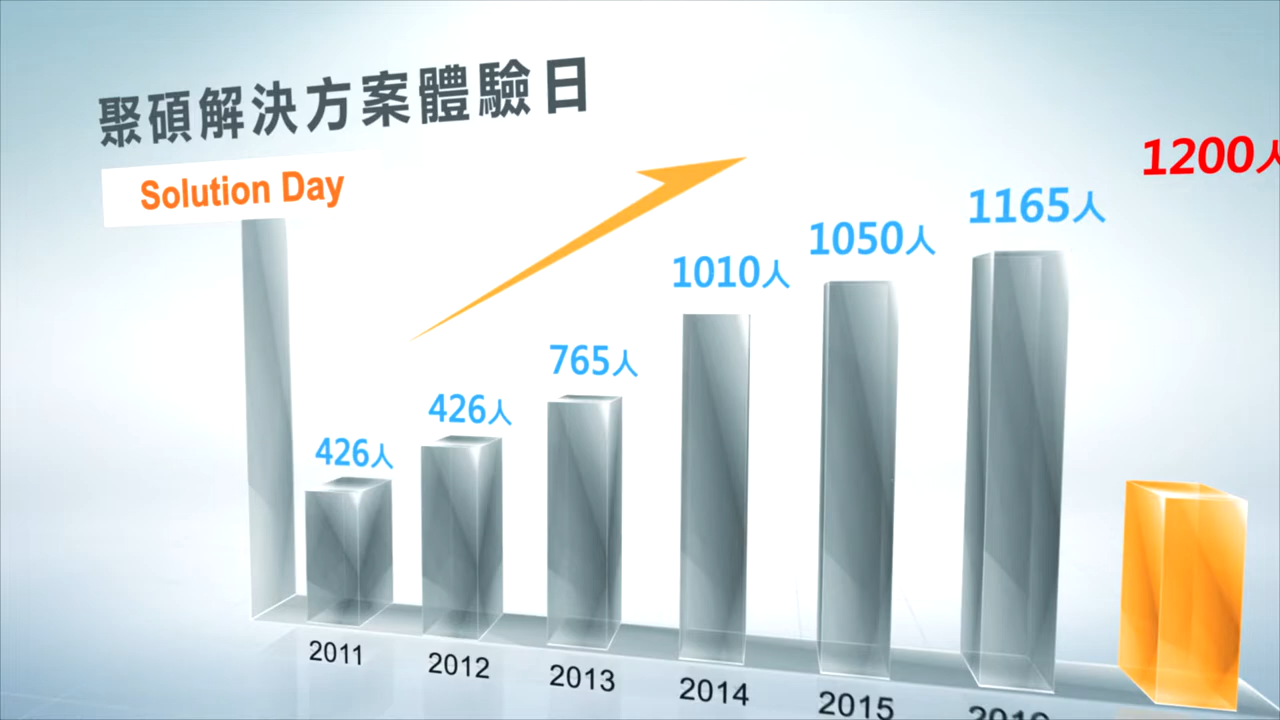 聚碩解決方案體驗日
Solution Day
426人
426人
765人
1010人
1050人
1165人
1200人
2011
2012
2013
2014
2015